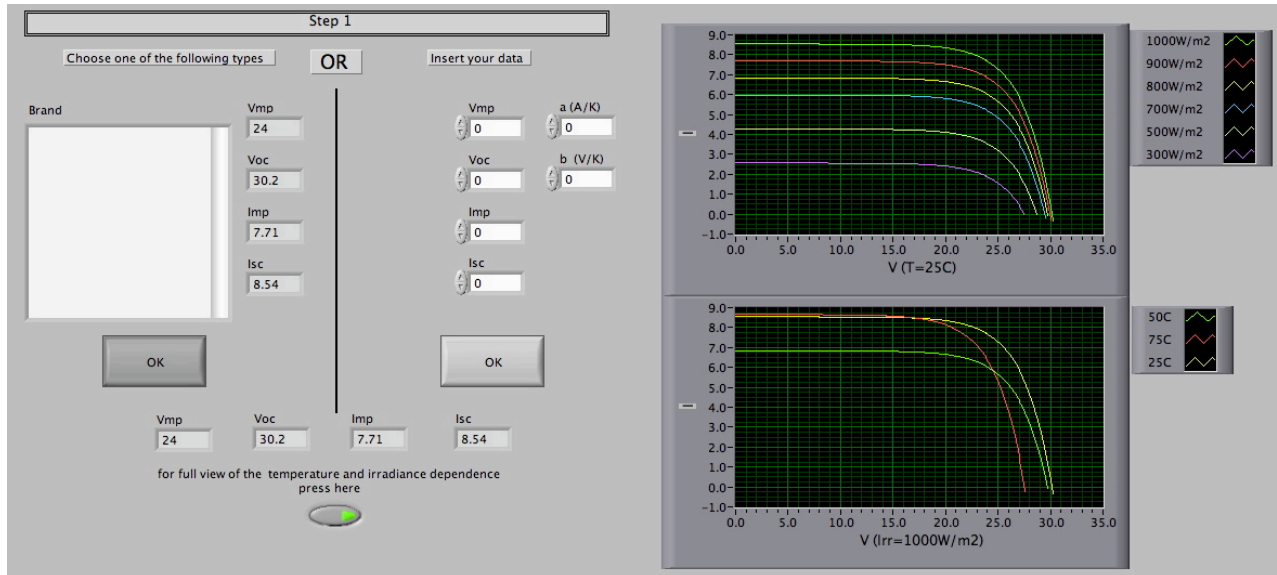 Step 1
Choose one of the following types
OR
Insert your data
Brand
Vmp
24
Voc
30.2
Imp
7.71
Isc
8.54
Vmp
0
a (A/K)
0
Voc
0
b (V/K)
0
Imp
0
Isc
0
OK
OK
Vmp
24
Voc
30.2
Imp
7.71
Isc
8.54
for full view of the temperature and irradiance dependence
press here
9.0
8.0
7.0
6.0
5.0
4.0
3.0
2.0
1.0
0.0
-1.0
I
0.0 5.0 10.0 15.0 20.0 25.0 30.0 35.0
V (T=25C)
1000W/m2
900W/m2
800W/m2
700W/m2
500W/m2
300W/m2
9.0
8.0
7.0
6.0
5.0
4.0
3.0
2.0
1.0
0.0
-1.0
I
0.0 5.0 10.0 15.0 20.0 25.0 30.0 35.0
V (Irr=1000W/m2)
50C
75C
25C